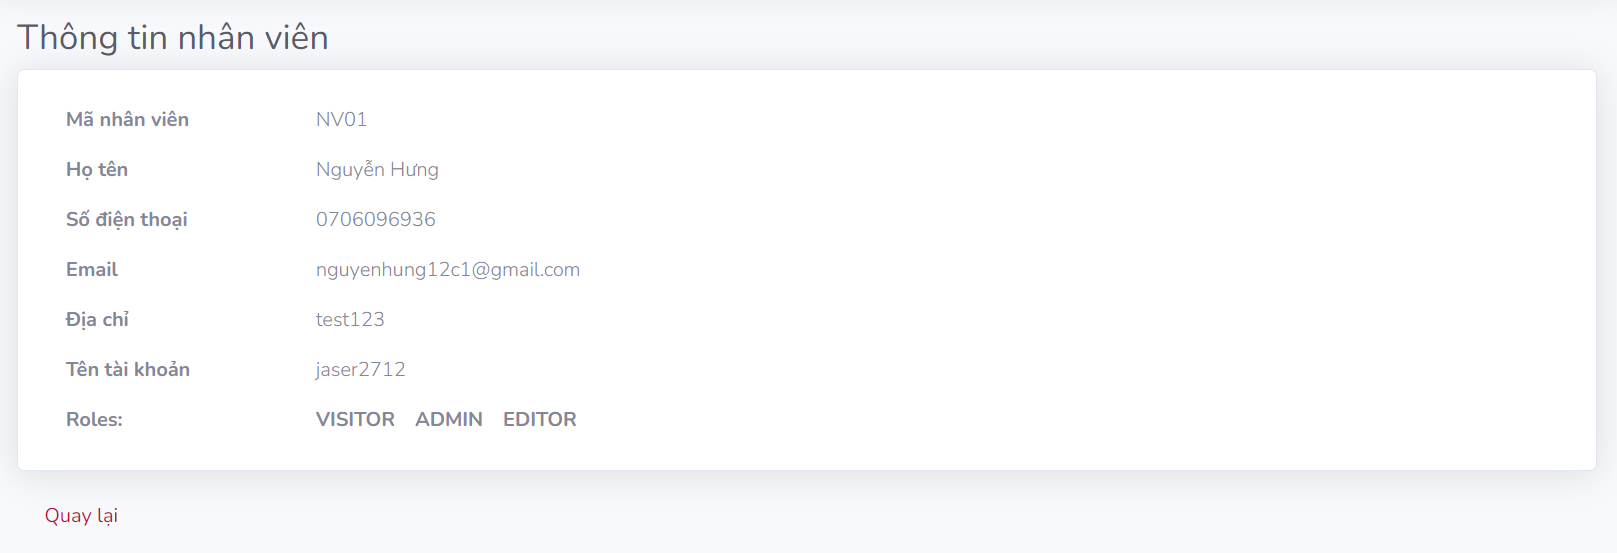 Thông tin nhân viên
Mã nhân viên NV01
Họ tên Nguyễn Hưng
Số điện thoại 0706096936
Email nguyenhung12c1@gmail.com
Địa chỉ test123
Tên tài khoản jaser2712
Roles: VISITOR ADMIN EDITOR
Quay lại